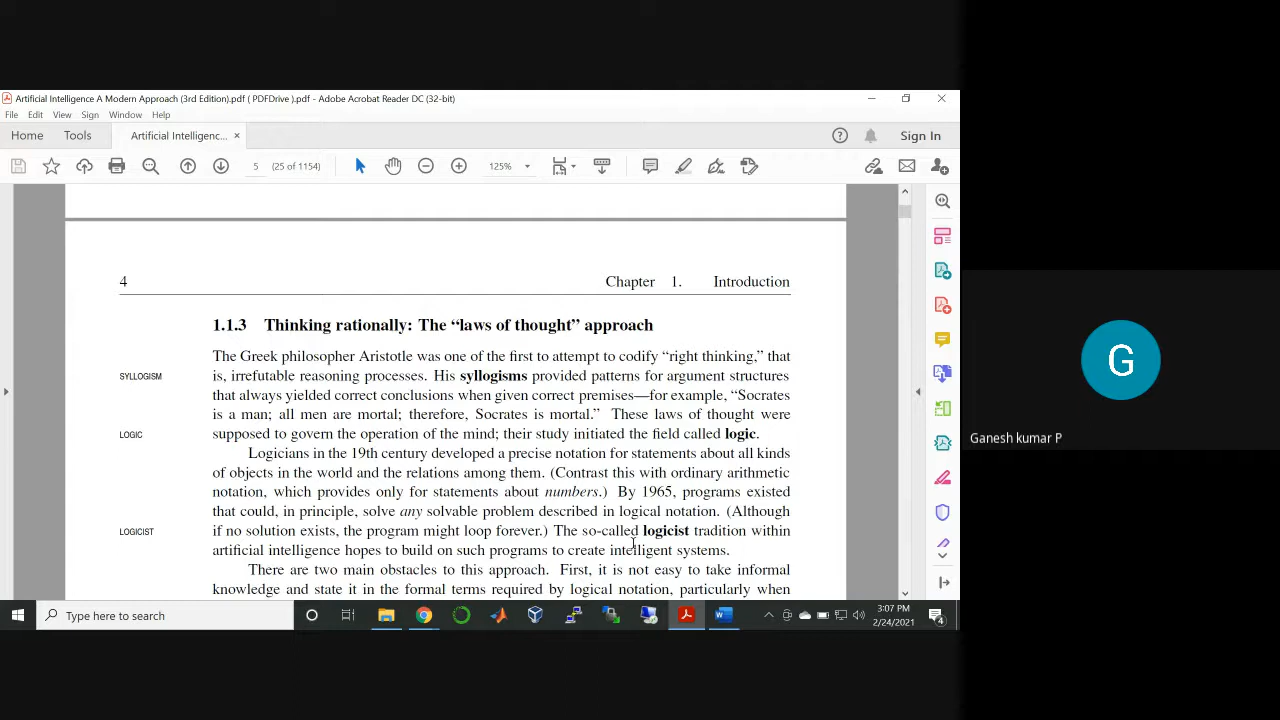 Artificial Intelligence A Modern Approach (3rd Edition).pdf ( PDFDrive ).pdf - Adobe Acrobat Reader DC (32-bit)
File Edit View Sign Window Help
Home Tools Artificial Intelligenc... × Sign In
5 (25 of 1154) 125%
4 Chapter 1. Introduction
1.1.3 Thinking rationally: The “laws of thought” approach
The Greek philosopher Aristotle was one of the first to attempt to codify “right thinking,” that
SYLLOGISM is, irrefutable reasoning processes. His syllogisms provided patterns for argument structures
that always yielded correct conclusions when given correct premises—for example, “Socrates
is a man; all men are mortal; therefore, Socrates is mortal.” These laws of thought were
LOGIC supposed to govern the operation of the mind; their study initiated the field called logic.
Logicians in the 19th century developed a precise notation for statements about all kinds
of objects in the world and the relations among them. (Contrast this with ordinary arithmetic
notation, which provides only for statements about numbers.) By 1965, programs existed
that could, in principle, solve any solvable problem described in logical notation. (Although
LOGICIST if no solution exists, the program might loop forever.) The so-called logicist tradition within
artificial intelligence hopes to build on such programs to create intelligent systems.
There are two main obstacles to this approach. First, it is not easy to take informal
knowledge and state it in the formal terms required by logical notation, particularly when
Type here to search
3:07 PM
2/24/2021
4
G
Ganesh kumar P